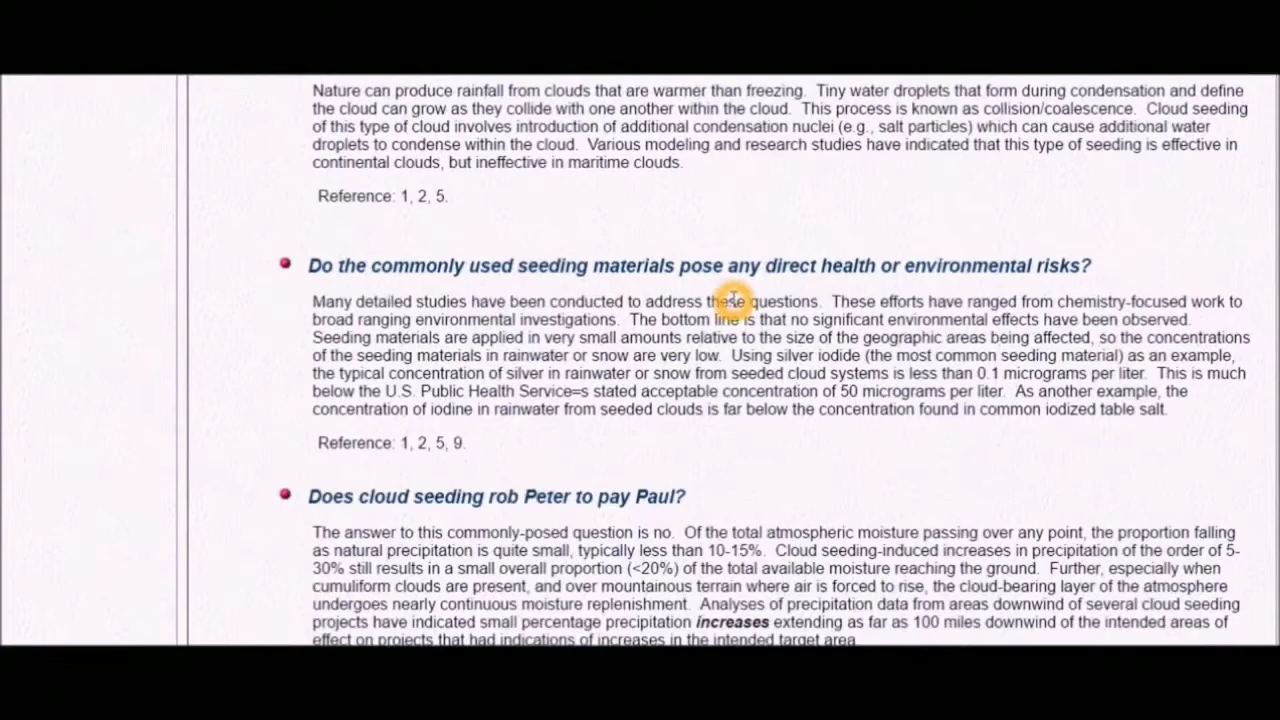 Nature can produce rainfall from clouds that are warmer than freezing. Tiny water droplets that form during condensation and define
the cloud can grow as they collide with one another within the cloud. This process is known as collision/coalescence. Cloud seeding
of this type of cloud involves introduction of additional condensation nuclei (e.g., salt particles) which can cause additional water
droplets to condense within the cloud. Various modeling and research studies have indicated that this type of seeding is effective in
continental clouds, but ineffective in maritime clouds.
Reference: 1, 2, 5.
Do the commonly used seeding materials pose any direct health or environmental risks?
Many detailed studies have been conducted to address these questions. These efforts have ranged from chemistry-focused work to
broad ranging environmental investigations. The bottom line is that no significant environmental effects have been observed.
Seeding materials are applied in very small amounts relative to the size of the geographic areas being affected, so the concentrations
of the seeding materials in rainwater or snow are very low. Using silver iodide (the most common seeding material) as an example,
the typical concentration of silver in rainwater or snow from seeded cloud systems is less than 0.1 micrograms per liter. This is much
below the U.S. Public Health Service=s stated acceptable concentration of 50 micrograms per liter. As another example, the
concentration of iodine in rainwater from seeded clouds is far below the concentration found in common iodized table salt.
Reference: 1, 2, 5, 9.
Does cloud seeding rob Peter to pay Paul?
The answer to this commonly-posed question is no. Of the total atmospheric moisture passing over any point, the proportion falling
as natural precipitation is quite small, typically less than 10-15%. Cloud seeding-induced increases in precipitation of the order of 5-
30% still results in a small overall proportion (<20%) of the total available moisture reaching the ground. Further, especially when
cumuliform clouds are present, and over mountainous terrain where air is forced to rise, the cloud-bearing layer of the atmosphere
undergoes nearly continuous moisture replenishment. Analyses of precipitation data from areas downwind of several cloud seeding
projects have indicated small percentage precipitation increases extending as far as 100 miles downwind of the intended areas of
effect on projects that had indications of increases in the intended target area